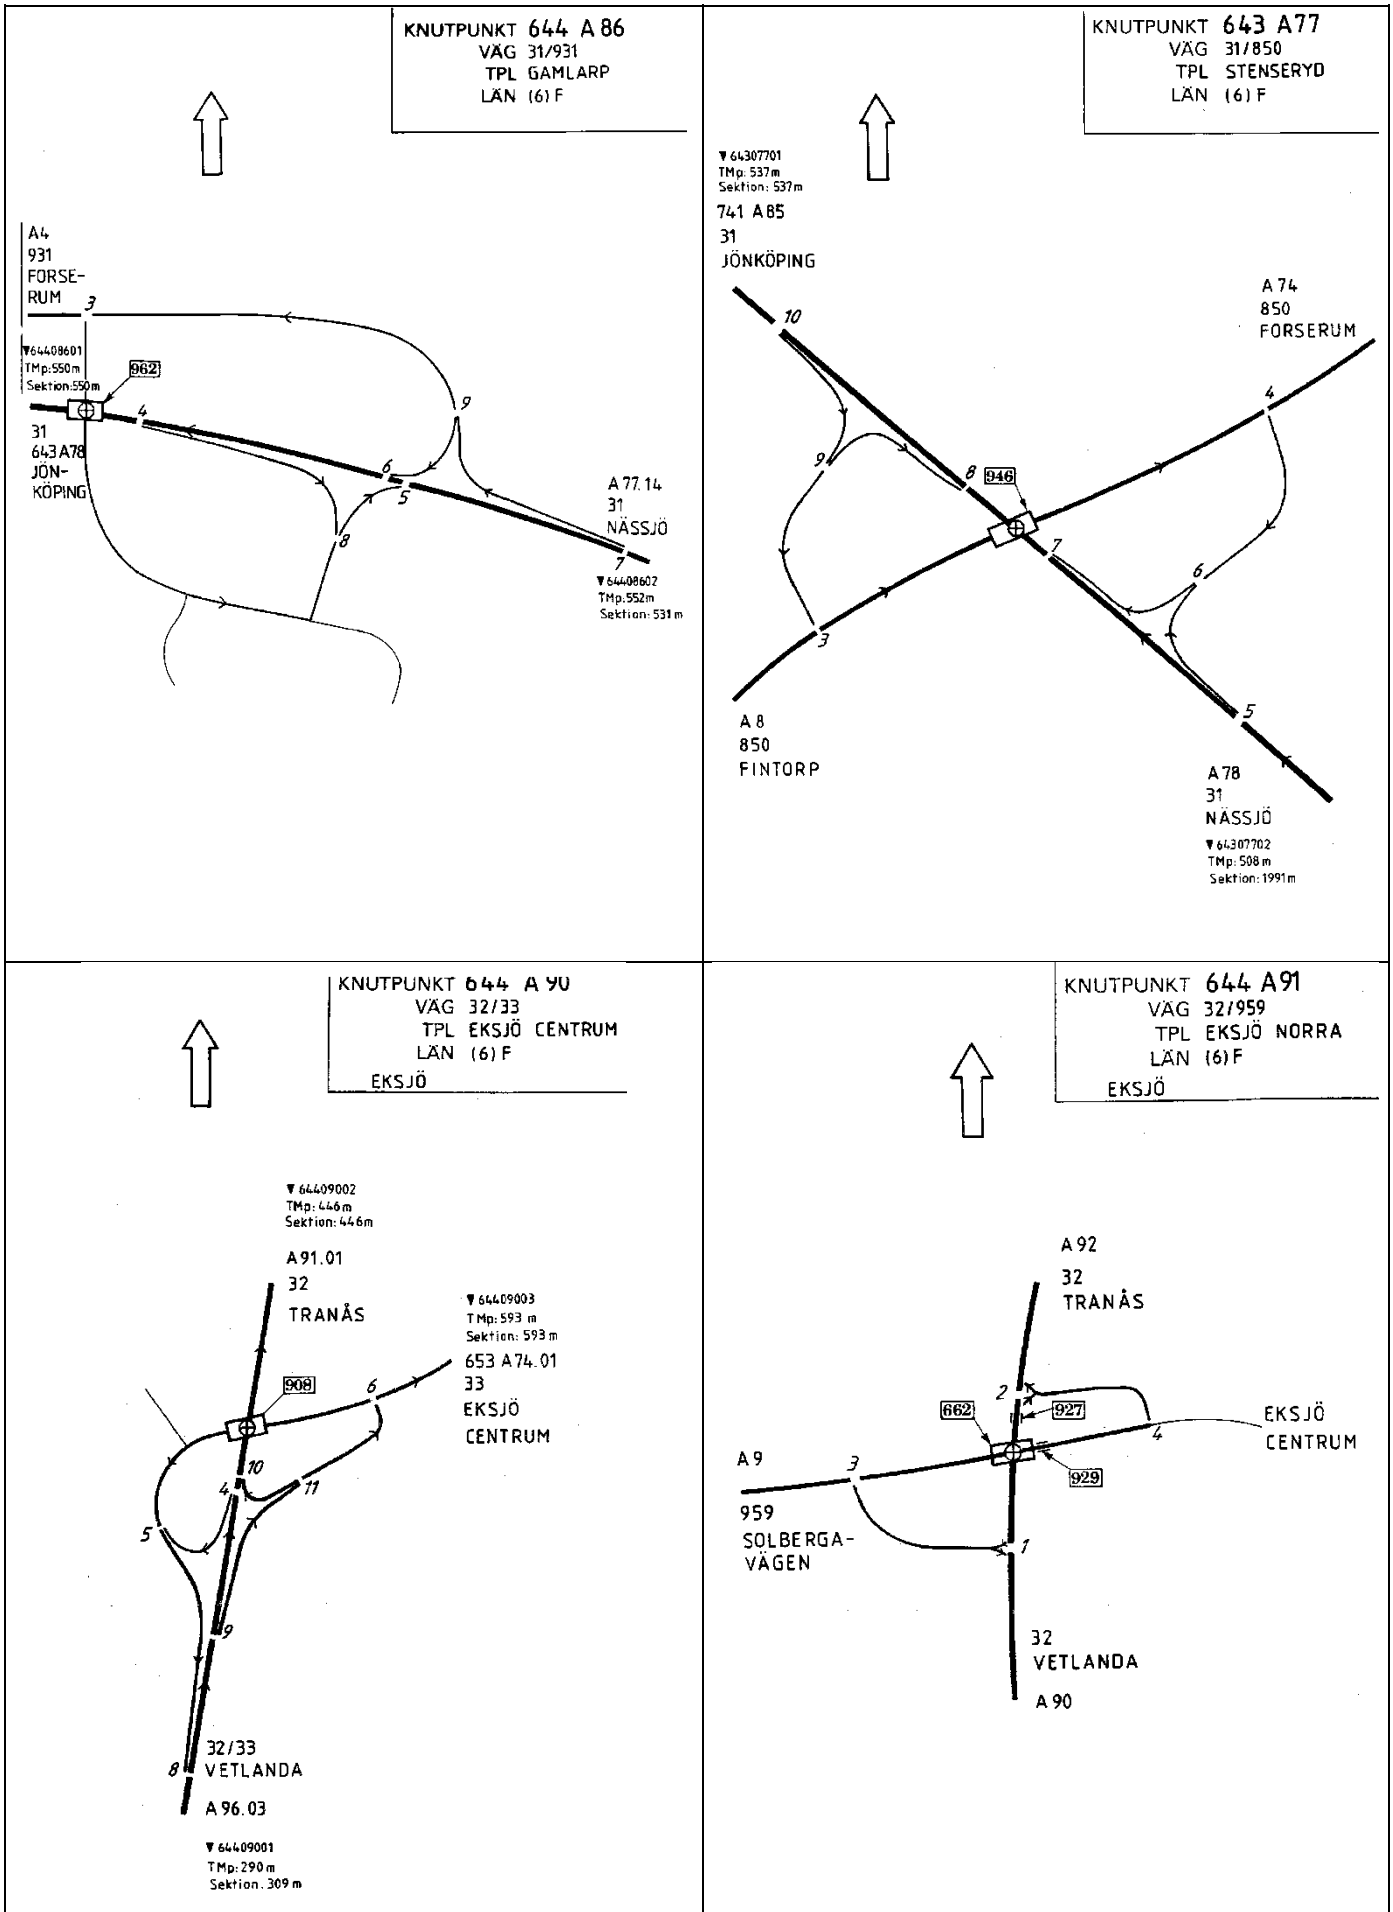 KNUTPUNKT 644 A 86
VÄG 31/931
TPL GAMLARP
LÄN (6) F
A4
931
FORSE-
RUM
3
▼64408601
TMp: 550m
Sektion: 550m
962
4
9
31
643 A78
JÖN-
KÖPING
6
5
8
A 77.14
31
NÄSSJÖ
7
▼64408602
TMp: 552m
Sektion: 531m
KNUTPUNKT 643 A77
VÄG 31/850
TPL STENSERYD
LÄN (6) F
▼64307701
TMp: 537m
Sektion: 537m
741 A85
31
JÖNKÖPING
10
A 74
850
FORSERUM
4
9
8
946
7
6
3
5
A 8
850
FINTORP
A 78
31
NÄSSJÖ
▼64307702
TMp: 508m
Sektion: 1991m
KNUTPUNKT 644 A 90
VÄG 32/33
TPL EKSJÖ CENTRUM
LÄN (6) F
EKSJÖ
▼64409002
TMp: 446m
Sektion: 446m
A 91.01
32
TRANÅS
▼64409003
TMp: 593 m
Sektion: 593 m
653 A 74.01
33
EKSJÖ
CENTRUM
908
6
10
4
11
5
9
8
32/33
VETLANDA
A 96.03
▼64409001
TMp: 290 m
Sektion. 309 m
KNUTPUNKT 644 A91
VÄG 32/959
TPL EKSJÖ NORRA
LÄN (6) F
EKSJÖ
A 92
32
TRANÅS
2
662
927
4
EKSJÖ
CENTRUM
A 9
3
929
959
SOLBERGA-
VÄGEN
1
32
VETLANDA
A 90